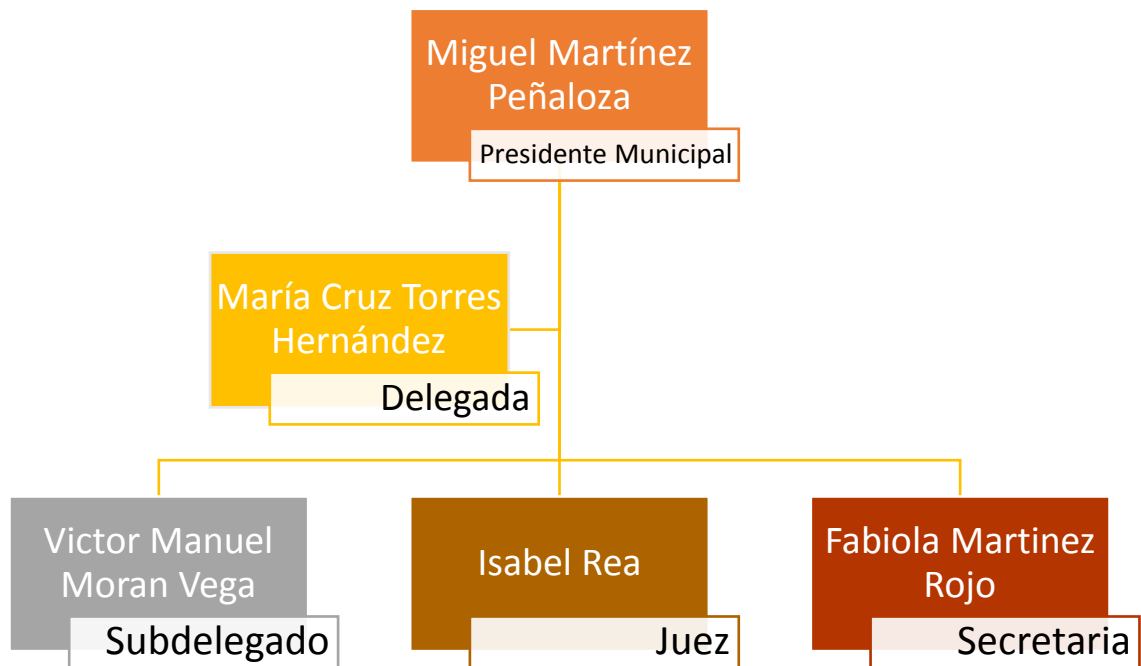 Miguel Martínez
Peñaloza
Presidente Municipal
María Cruz Torres
Hernández
Delegada
Victor Manuel
Moran Vega
Subdelegado
Isabel Rea
Juez
Fabiola Martinez
Rojo
Secretaria